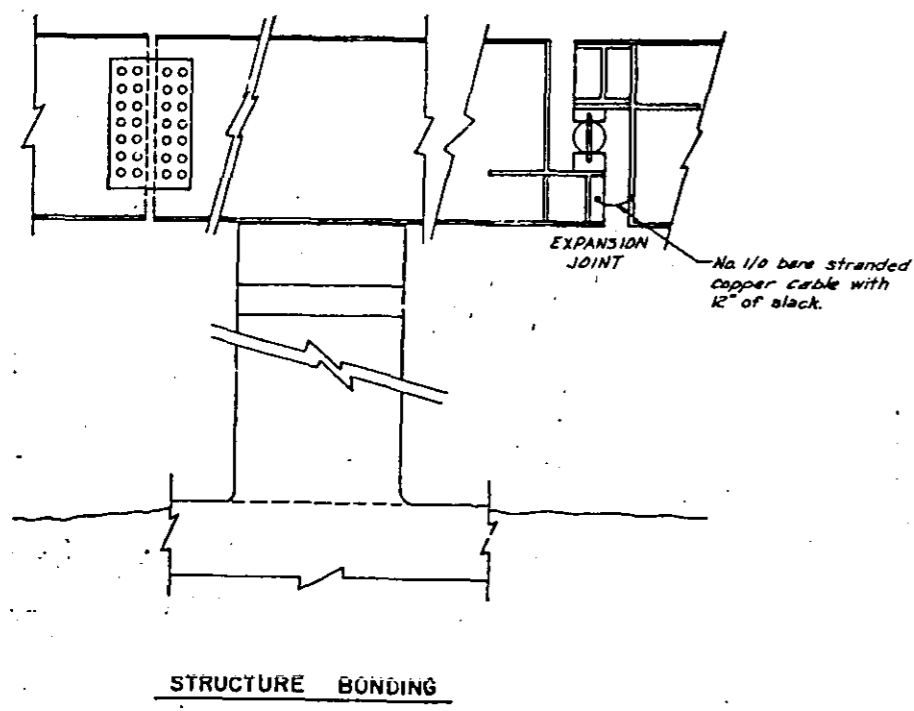 EXPANSION
JOINT
No. 1/0 bare stranded
copper cable with
12" of slack.
STRUCTURE BONDING